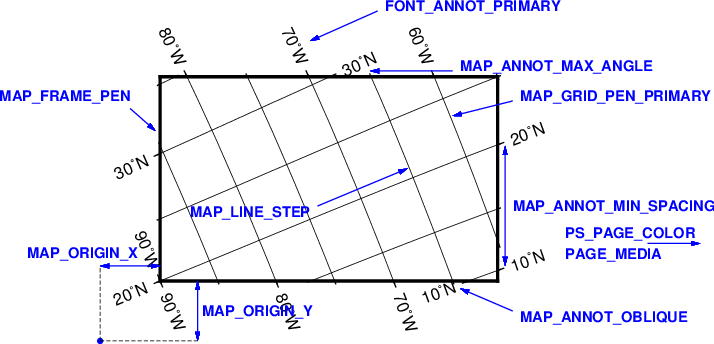 FONT_ANNOT_PRIMARY
80°W
70°W
60°W
30°N
MAP_ANNOT_MAX_ANGLE
MAP_FRAME_PEN
MAP_GRID_PEN_PRIMARY
20°N
30°N
MAP_LINE_STEP
MAP_ANNOT_MIN_SPACING
PS_PAGE_COLOR
90°W
MAP_ORIGIN_X
PAGE_MEDIA
10°N
20°N
90°W
MAP_ORIGIN_Y
80°W
70°W
10°N
MAP_ANNOT_OBLIQUE